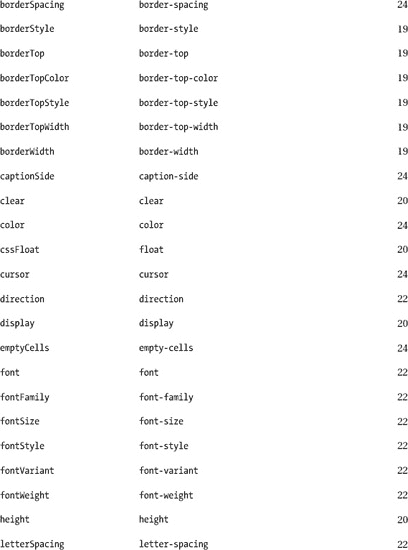 borderSpacing border-spacing 24
borderStyle border-style 19
borderTop border-top 19
borderTopColor border-top-color 19
borderTopStyle border-top-style 19
borderTopWidth border-top-width 19
borderWidth border-width 19
captionSide caption-side 24
clear clear 20
color color 24
cssFloat float 20
cursor cursor 24
direction direction 22
display display 20
emptyCells empty-cells 24
font font 22
fontFamily font-family 22
fontSize font-size 22
fontStyle font-style 22
fontVariant font-variant 22
fontWeight font-weight 22
height height 20
letterSpacing letter-spacing 22